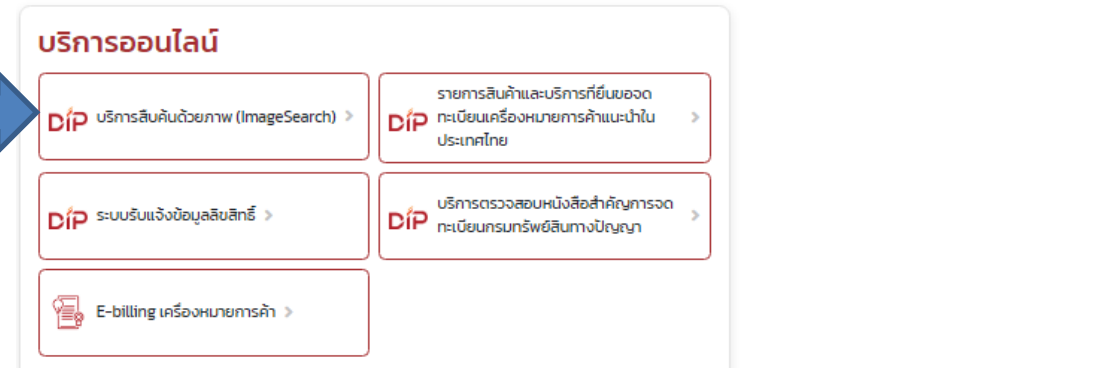 บริการออนไลน์
DIP บริการสืบค้นด้วยภาพ (ImageSearch)
DIP รายการสินค้าและบริการที่ยื่นขอจด
ทะเบียนเครื่องหมายการค้าแนะนำใน
ประเทศไทย
DIP ระบบรับแจ้งข้อมูลลิขสิทธิ์
DIP บริการตรวจสอบหนังสือสำคัญการจด
ทะเบียนกรมทรัพย์สินทางปัญญา
E-billing เครื่องหมายการค้า